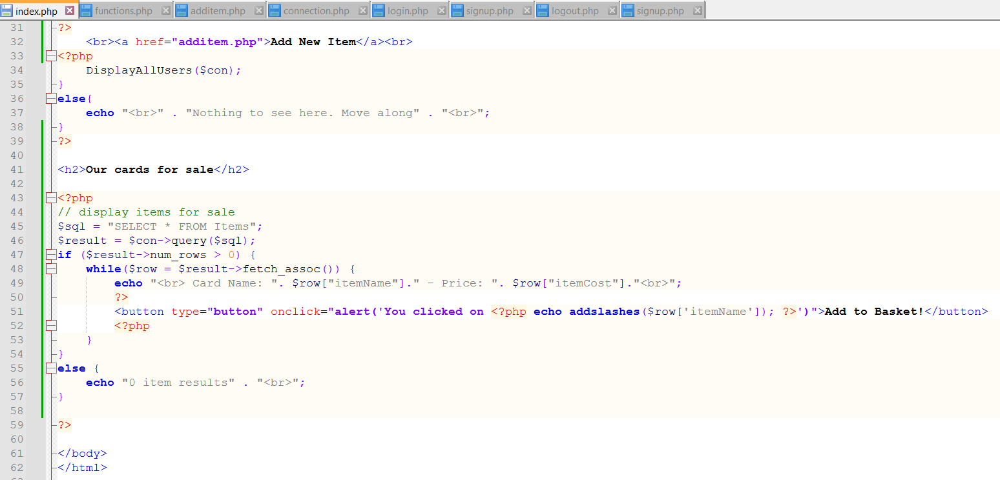 index.php functions.php additem.php connection.php login.php signup.php logout.php signup.php
31 ?>
32 <br><a href="additem.php">Add New Item</a><br>
33 <?php
34 DisplayAllUsers($con);
35 }
36 else{
37 echo "<br>" . "Nothing to see here. Move along" . "<br>";
38 }
39 ?>
40
41 <h2>Our cards for sale</h2>
42
43 <?php
44 // display items for sale
45 $sql = "SELECT * FROM Items";
46 $result = $con->query($sql);
47 if ($result->num_rows > 0) {
48 while($row = $result->fetch_assoc()) {
49 echo "<br> Card Name: ". $row["itemName"]." - Price: ". $row["itemCost"]."<br>";
50 ?>
51 <button type="button" onclick="alert('You clicked on <?php echo addslashes($row['itemName']); ?>')">Add to Basket!</button>
52 <?php
53 }
54 }
55 else {
56 echo "0 item results" . "<br>";
57 }
58
59 ?>
60
61 </body>
62 </html>